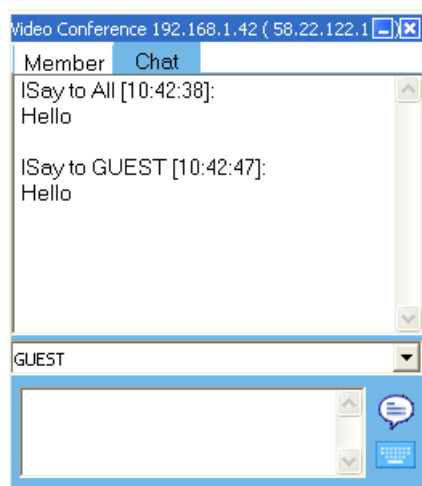 Video Conference 192.168.1.42 ( 58.22.122.1
Member Chat
ISay to All [10:42:38]:
Hello
ISay to GUEST [10:42:47]:
Hello
GUEST